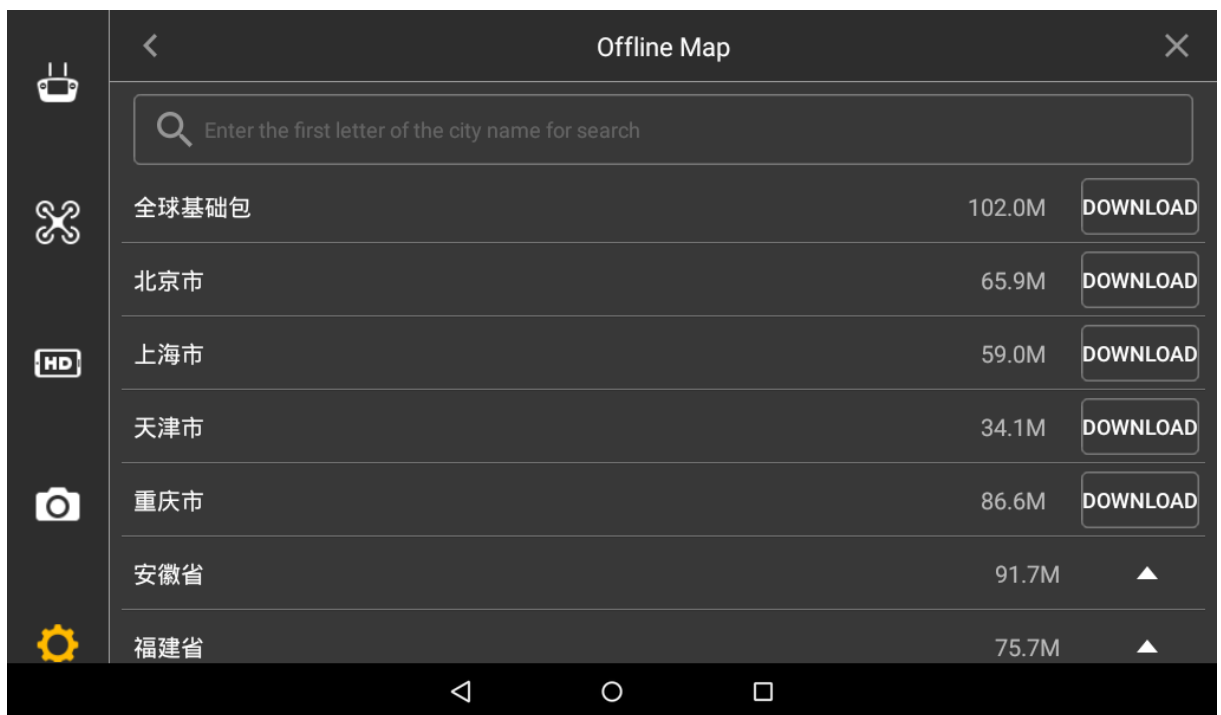 Offline Map
Enter the first letter of the city name for search
全球基础包 102.0M DOWNLOAD
北京市 65.9M DOWNLOAD
上海市 59.0M DOWNLOAD
HD
天津市 34.1M DOWNLOAD
重庆市 86.6M DOWNLOAD
安徽省 91.7M
福建省 75.7M